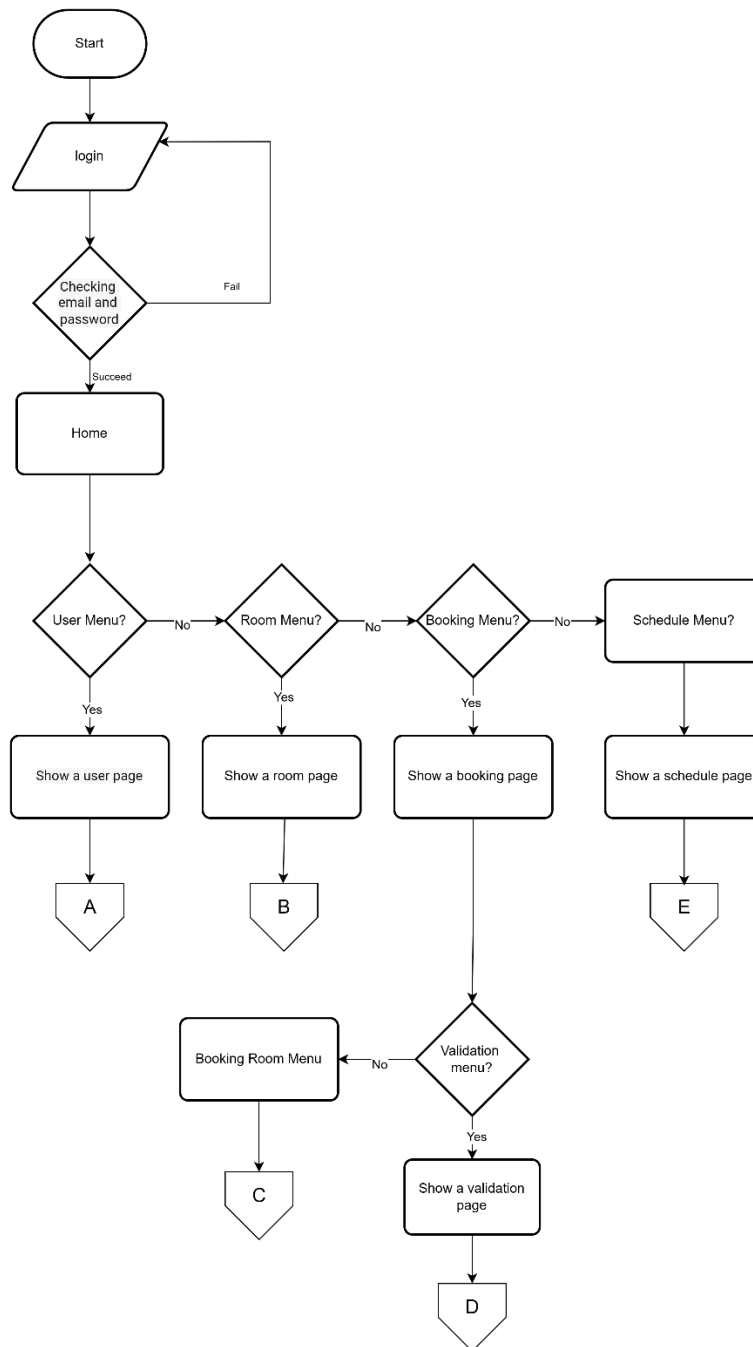 Start
login
Checking
email and
password
Fail
Succeed
Home
User Menu?
No
Room Menu?
No
Booking Menu?
No
Schedule Menu?
Yes
Yes
Yes
Show a user page
Show a room page
Show a booking page
Show a schedule page
A
B
E
Validation
menu?
No
Booking Room Menu
Yes
C
Show a validation
page
D